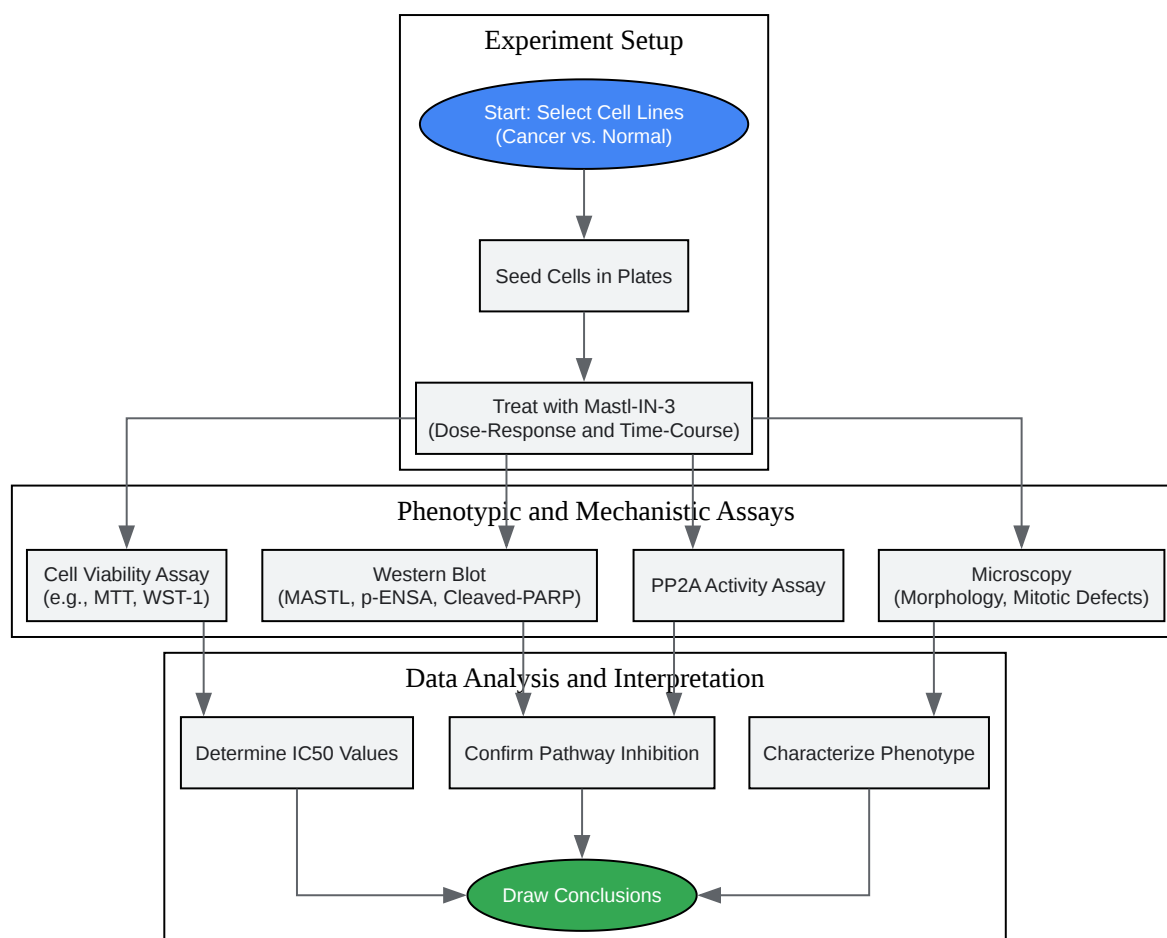 Experiment Setup
Start: Select Cell Lines
(Cancer vs. Normal)
Seed Cells in Plates
Treat with Mastl-IN-3
(Dose-Response and Time-Course)
Phenotypic and Mechanistic Assays
Cell Viability Assay
(e.g., MTT, WST-1)
Western Blot
(MASTL, p-ENSA, Cleaved-PARP)
PP2A Activity Assay
Microscopy
(Morphology, Mitotic Defects)
Data Analysis and Interpretation
Determine IC50 Values
Confirm Pathway Inhibition
Characterize Phenotype
Draw Conclusions